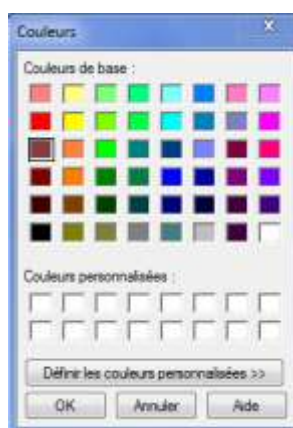 Couleurs
Couleurs de base :
Couleurs personnalisées :
Définir les couleurs personnalisées >>
OK
Annuler
Aide